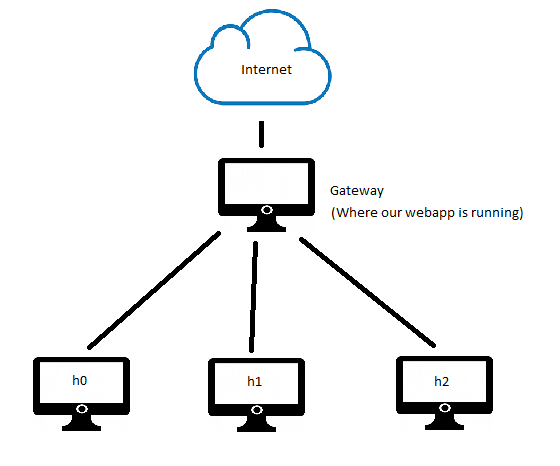 Internet
Gateway
(Where our webapp is running)
h0
h1
h2